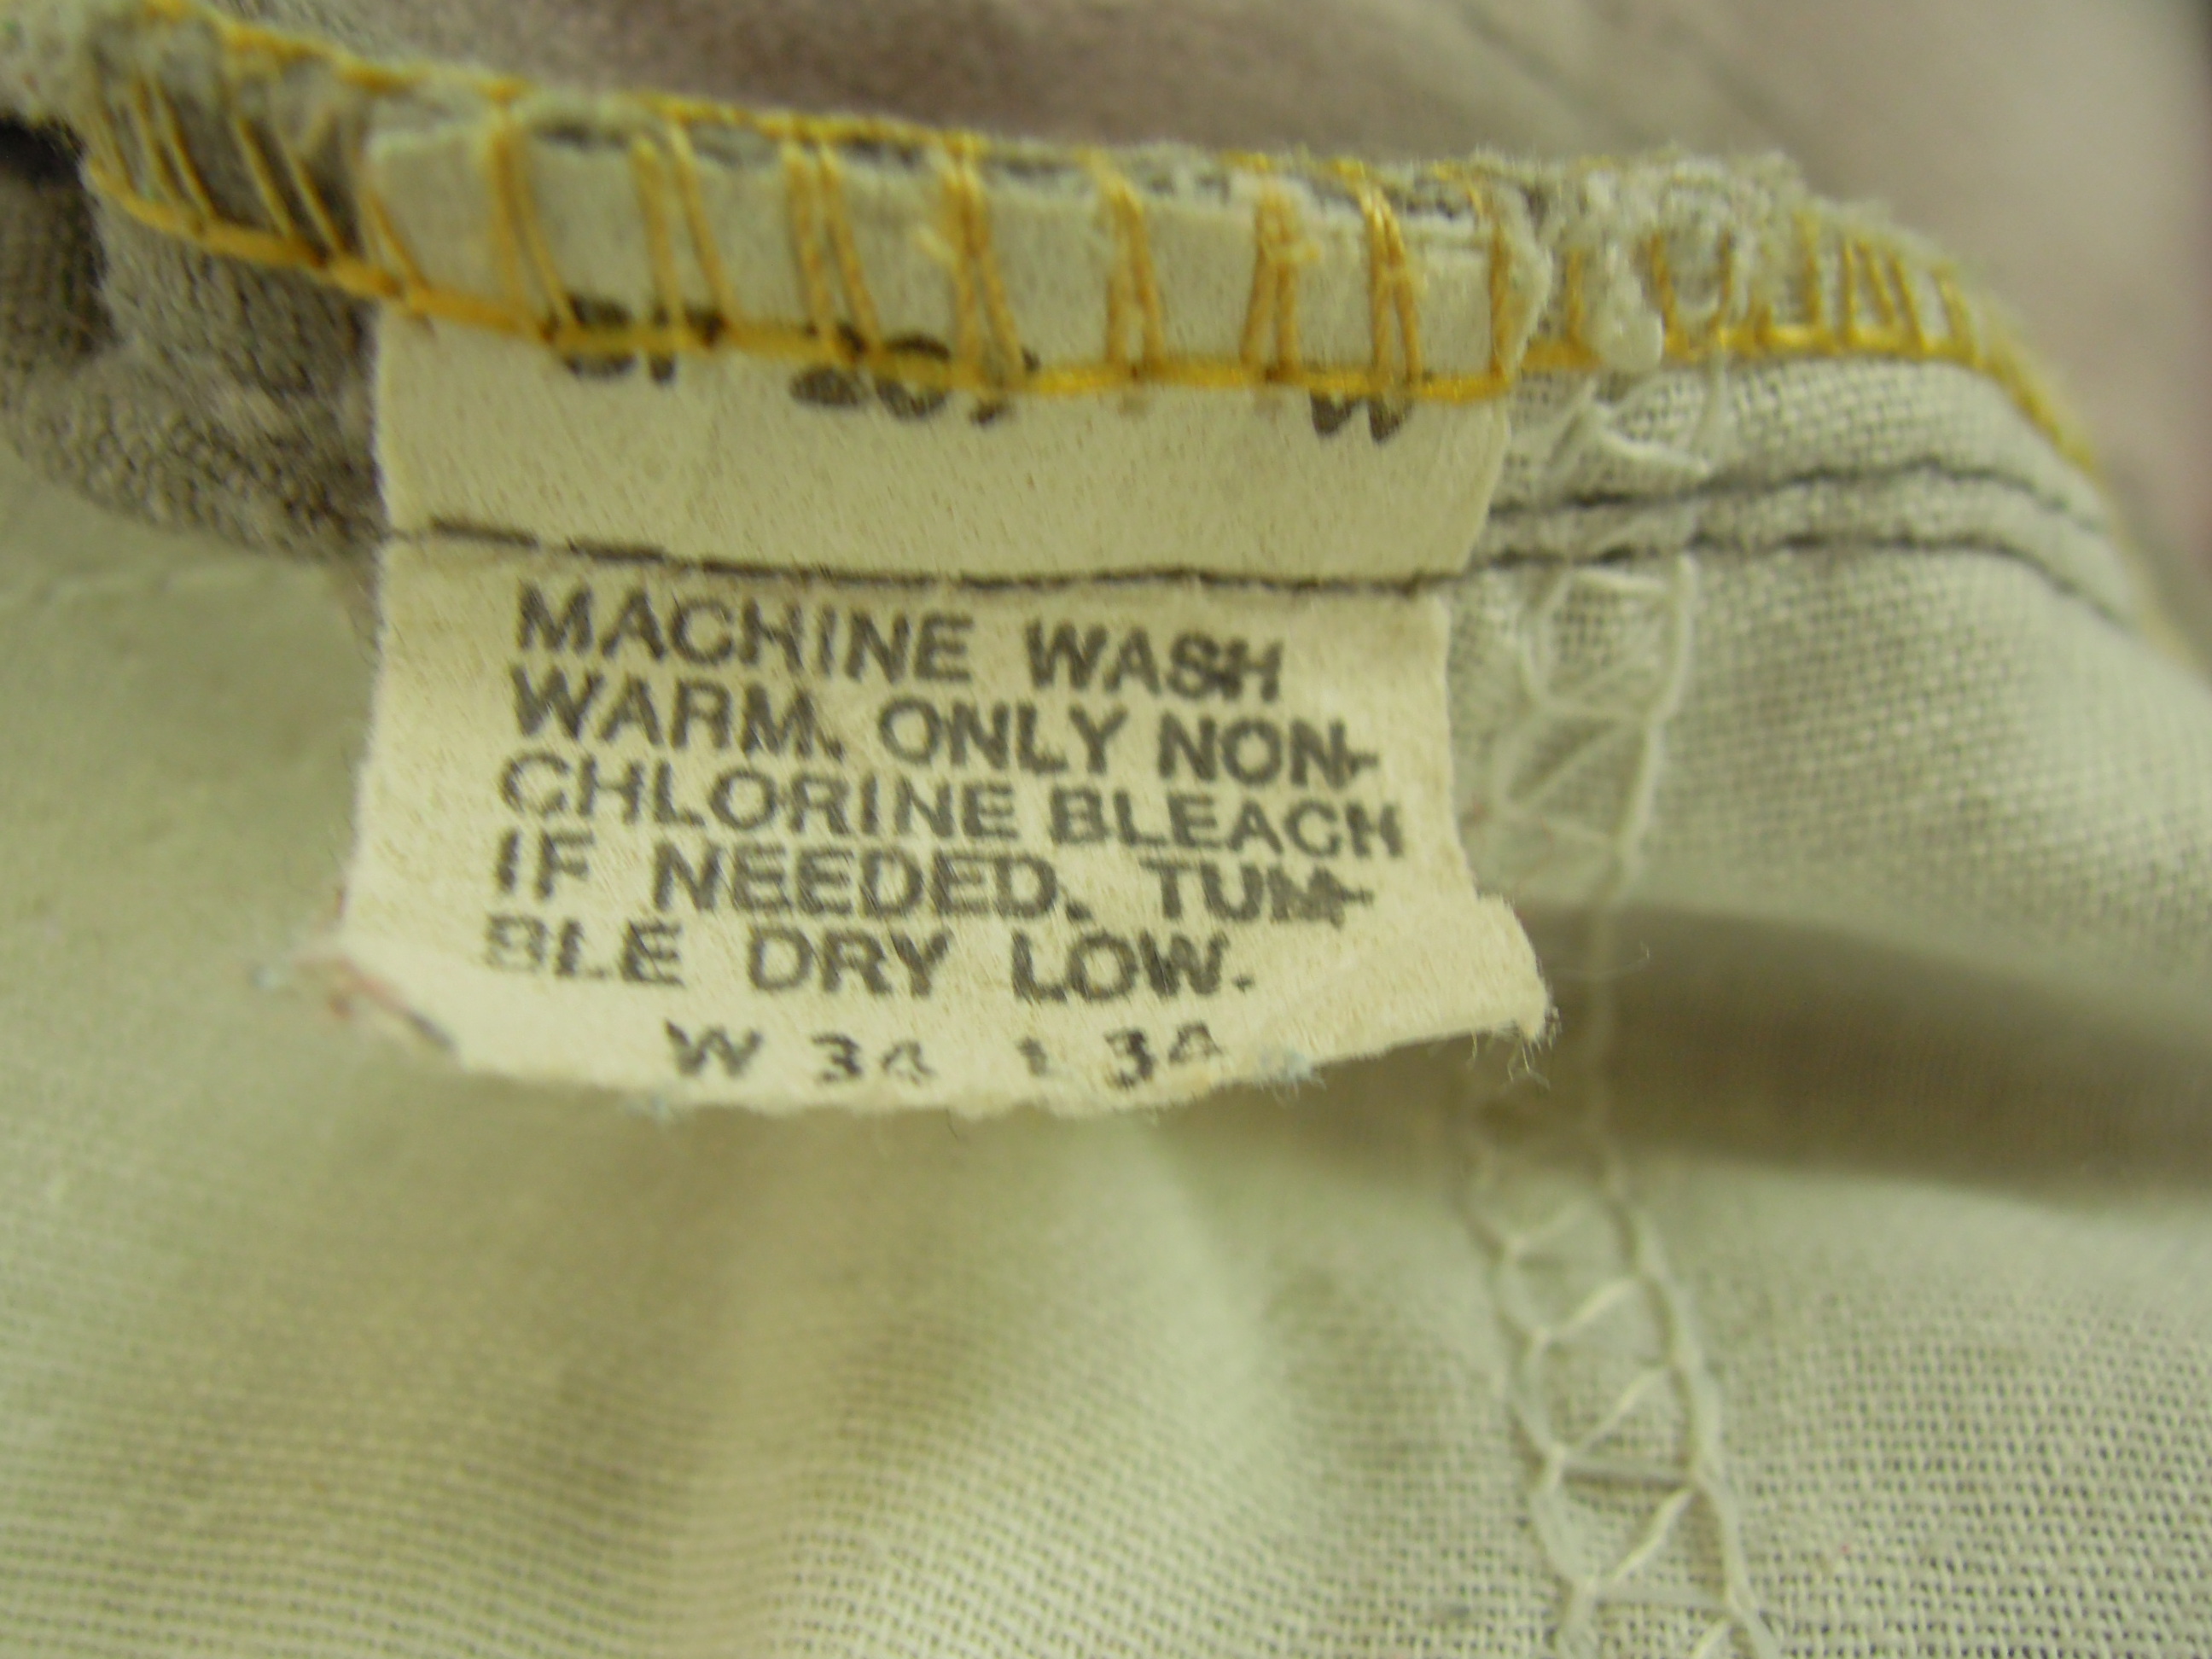 MACHINE WASH
WARM. ONLY NON-
CHLORINE BLEACH
IF NEEDED. TUM-
BLE DRY LOW.
W 34 L 34